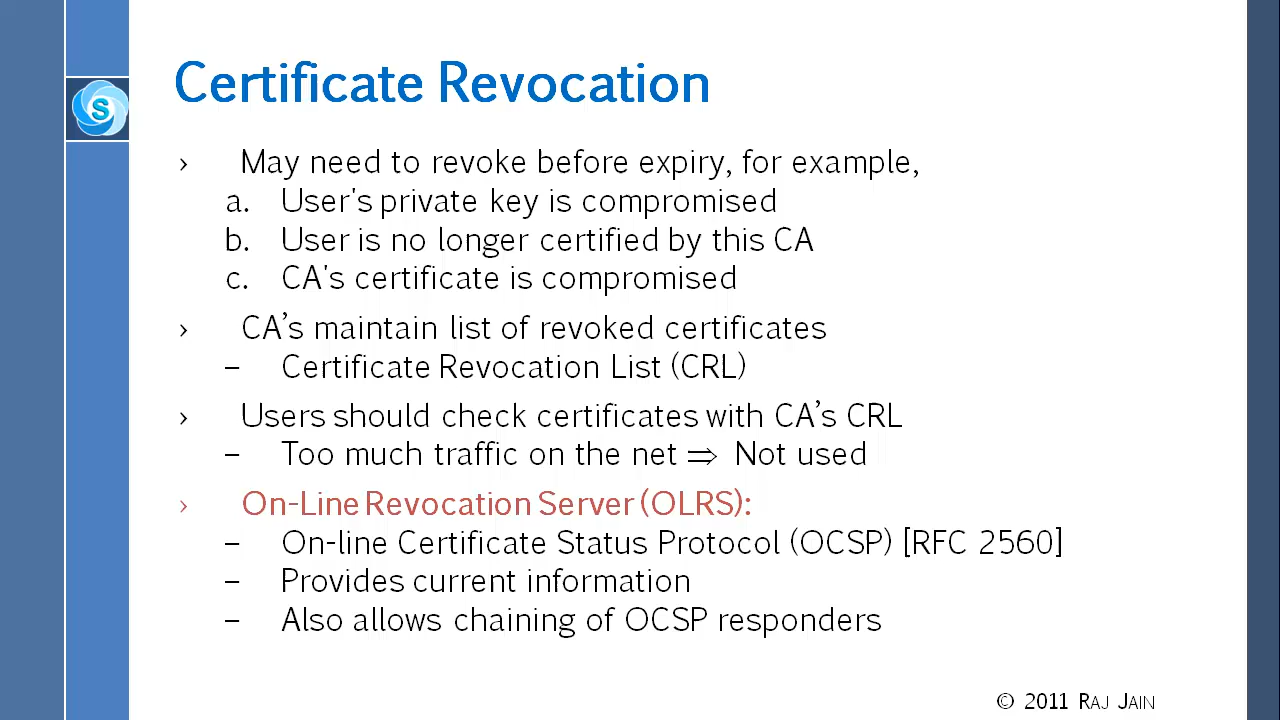 Certificate Revocation
S
› May need to revoke before expiry, for example,
a. User's private key is compromised
b. User is no longer certified by this CA
c. CA's certificate is compromised
› CA’s maintain list of revoked certificates
– Certificate Revocation List (CRL)
› Users should check certificates with CA’s CRL
– Too much traffic on the net ⇒ Not used
› On-Line Revocation Server (OLRS):
– On-line Certificate Status Protocol (OCSP) [RFC 2560]
– Provides current information
– Also allows chaining of OCSP responders
© 2011 RAJ JAIN